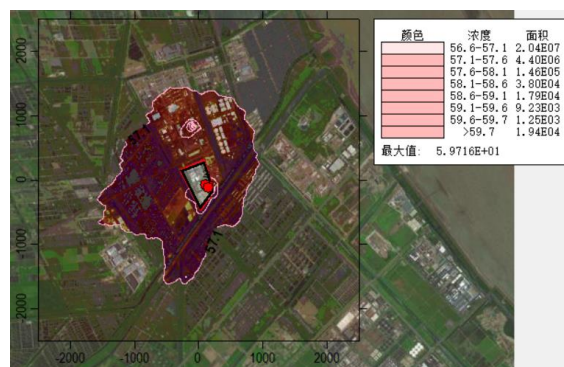 颜色 浓度 面积
56.6-57.1 2.04E07
57.1-57.6 4.40E06
57.6-58.1 1.46E05
58.1-58.6 3.80E04
58.6-59.1 1.79E04
59.1-59.6 9.23E03
59.6-59.7 1.25E03
>59.7 1.94E04
最大值: 5.9716E+01
2000
1000
0
-1000
-2000
57.1
57.1
-2000 -1000 0 1000 2000